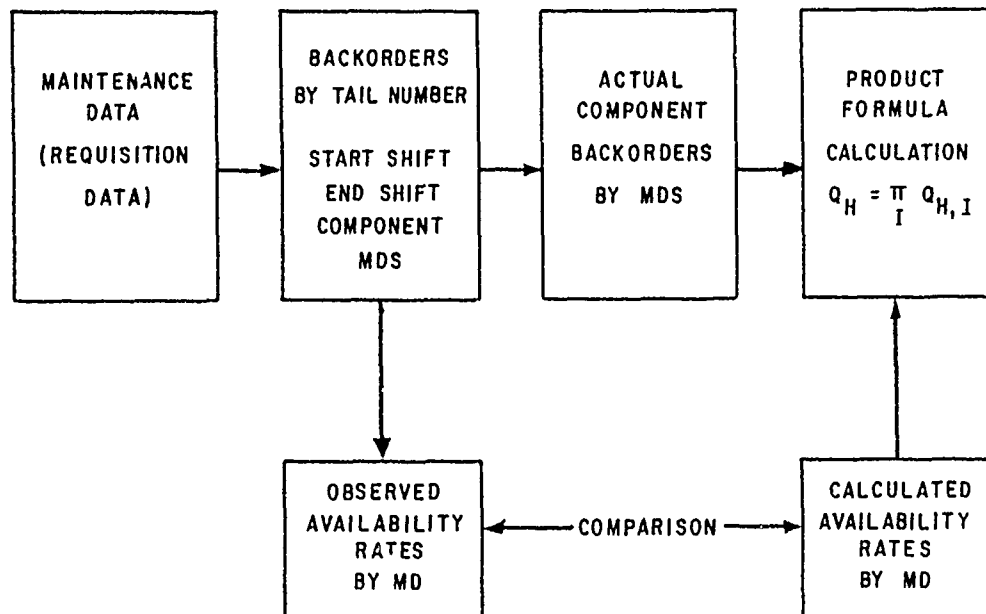 MAINTENANCE
DATA
(REQUISITION
DATA)
BACKORDERS
BY TAIL NUMBER
START SHIFT
END SHIFT
COMPONENT
MDS
ACTUAL
COMPONENT
BACKORDERS
BY MDS
PRODUCT
FORMULA
CALCULATION
Q_H = π_I Q_H,I
OBSERVED
AVAILABILITY
RATES
BY MD
COMPARISON
CALCULATED
AVAILABILITY
RATES
BY MD